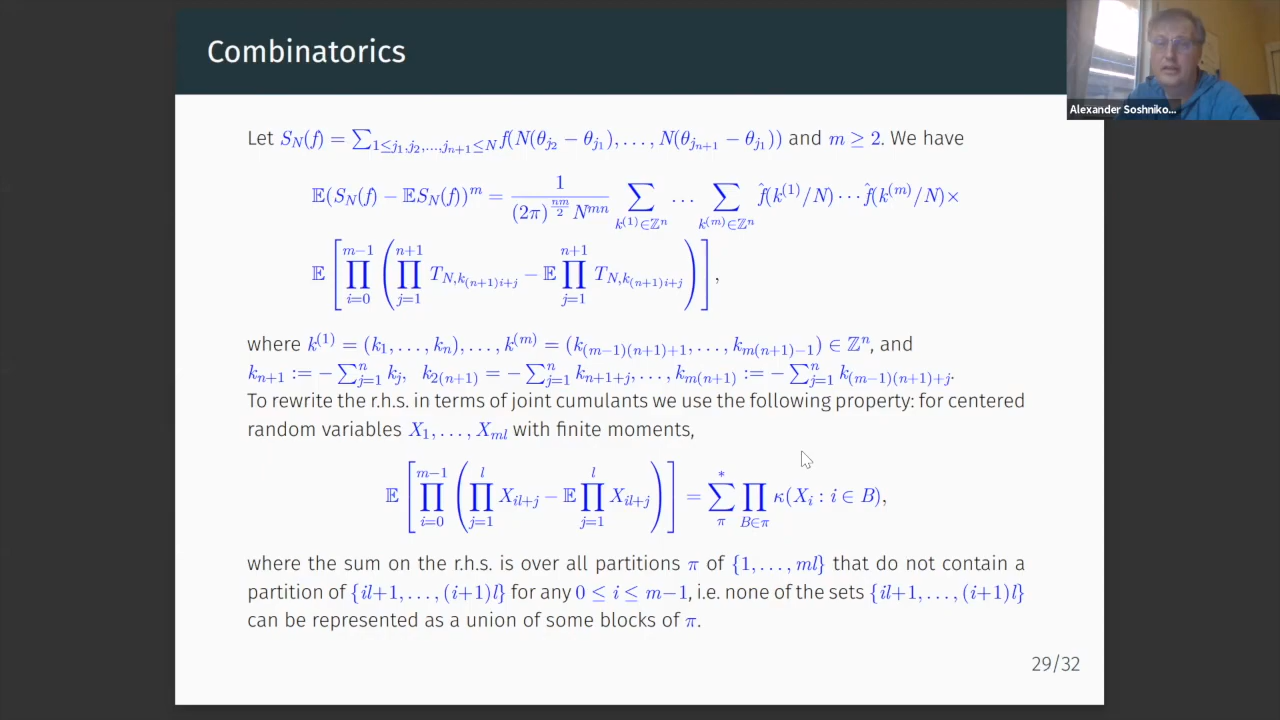 Combinatorics
Alexander Soshniko...
Let $S_N(f) = \sum_{1\le j_1,j_2,\ldots,j_{n+1}\le N} f(N(\theta_{j_2} - \theta_{j_1}), \ldots, N(\theta_{j_{n+1}} - \theta_{j_1}))$ and $m \ge 2$. We have
$\mathbb{E}(S_N(f) - \mathbb{E}S_N(f))^m = \frac{1}{(2\pi)^{\frac{nm}{2}} N^{mn}} \sum_{k^{(1)}\in\mathbb{Z}^n} \cdots \sum_{k^{(m)}\in\mathbb{Z}^n} \hat{f}(k^{(1)}/N) \cdots \hat{f}(k^{(m)}/N) \times$
$\mathbb{E}\left[\prod_{i=0}^{m-1}\left(\prod_{j=1}^{n+1} T_{N,k_{(n+1)i+j}} - \mathbb{E}\prod_{j=1}^{n+1} T_{N,k_{(n+1)i+j}}\right)\right],$
where $k^{(1)} = (k_1, \ldots, k_n), \ldots, k^{(m)} = (k_{(m-1)(n+1)+1}, \ldots, k_{m(n+1)-1}) \in \mathbb{Z}^n$, and
$k_{n+1} := -\sum_{j=1}^n k_j, \; k_{2(n+1)} = -\sum_{j=1}^n k_{n+1+j}, \ldots, k_{m(n+1)} := -\sum_{j=1}^n k_{(m-1)(n+1)+j}.$
To rewrite the r.h.s. in terms of joint cumulants we use the following property: for centered
random variables $X_1, \ldots, X_{ml}$ with finite moments,
$\mathbb{E}\left[\prod_{i=0}^{m-1}\left(\prod_{j=1}^{l} X_{il+j} - \mathbb{E}\prod_{j=1}^{l} X_{il+j}\right)\right] = \sum_{\pi}^{*} \prod_{B\in\pi} \kappa(X_i : i \in B),$
where the sum on the r.h.s. is over all partitions $\pi$ of $\{1, \ldots, ml\}$ that do not contain a
partition of $\{il+1, \ldots, (i+1)l\}$ for any $0 \le i \le m-1$, i.e. none of the sets $\{il+1, \ldots, (i+1)l\}$
can be represented as a union of some blocks of $\pi$.
29/32